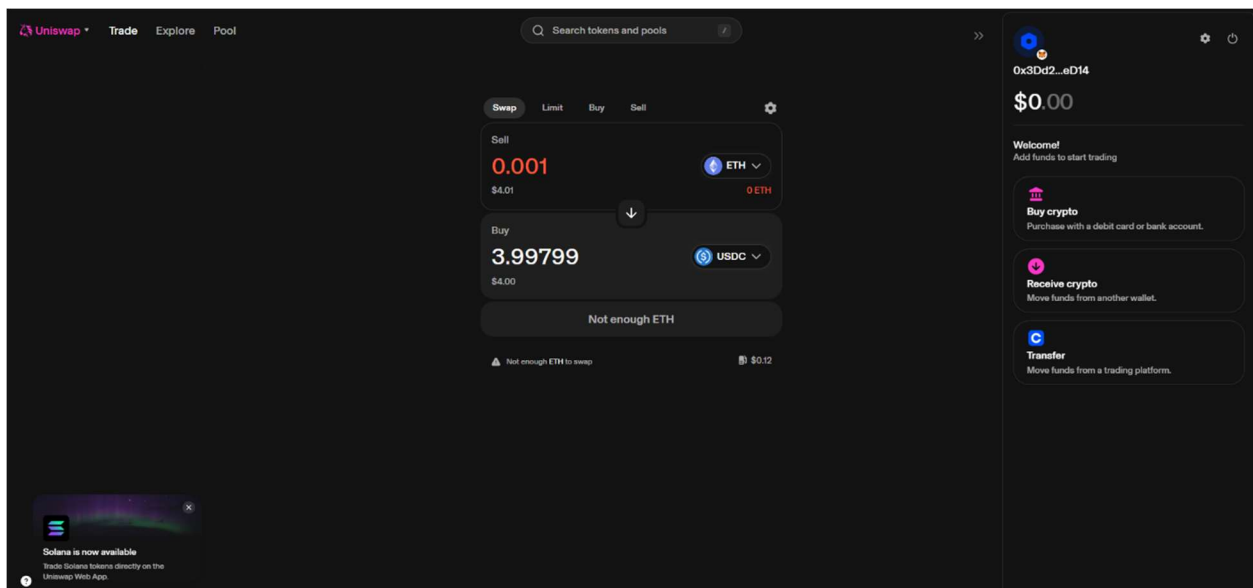 Uniswap
Trade
Explore
Pool
Search tokens and pools
/
0x3Dd2...eD14
$0.00
Welcome!
Add funds to start trading
Buy crypto
Purchase with a debit card or bank account.
Receive crypto
Move funds from another wallet.
Transfer
Move funds from a trading platform.
Swap
Limit
Buy
Sell
Sell
0.001
ETH
$4.01
0 ETH
Buy
3.99799
USDC
$4.00
Not enough ETH
Not enough ETH to swap
$0.12
Solana is now available
Trade Solana tokens directly on the
Uniswap Web App.
?